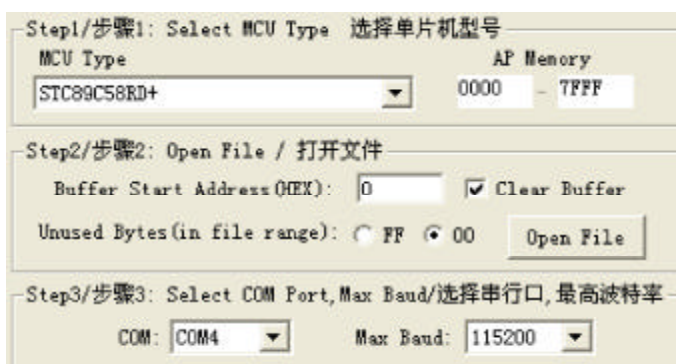 Step1/步骤1: Select MCU Type 选择单片机型号
MCU Type AP Memory
STC89C58RD+ 0000 - 7FFF
Step2/步骤2: Open File / 打开文件
Buffer Start Address(HEX): 0 Clear Buffer
Unused Bytes(in file range): FF 00 Open File
Step3/步骤3: Select COM Port,Max Baud/选择串行口,最高波特率
COM: COM4 Max Baud: 115200